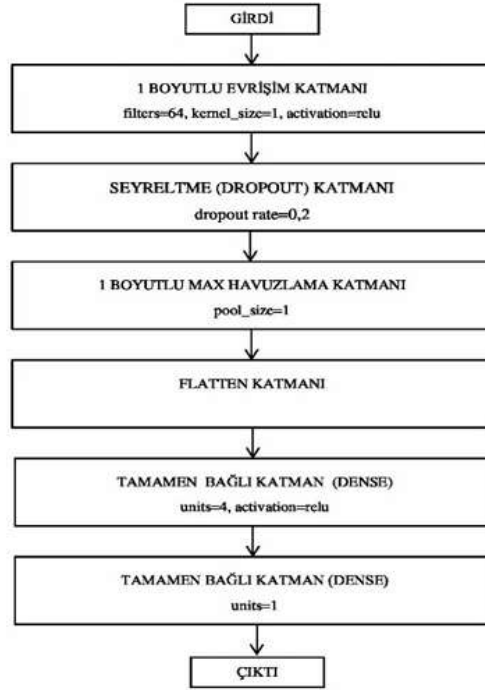 GİRDİ
1 BOYUTLU EVRİŞİM KATMANI
filters=64, kernel_size=1, activation=relu
SEYRELTME (DROPOUT) KATMANI
dropout rate=0,2
1 BOYUTLU MAX HAVUZLAMA KATMANI
pool_size=1
FLATTEN KATMANI
TAMAMEN BAĞLI KATMAN (DENSE)
units=4, activation=relu
TAMAMEN BAĞLI KATMAN (DENSE)
units=1
ÇIKTI